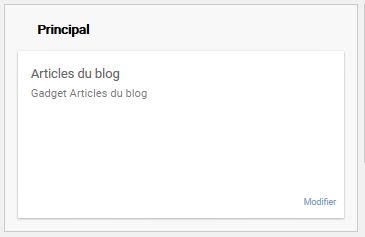 Principal
Articles du blog
Gadget Articles du blog
Modifier